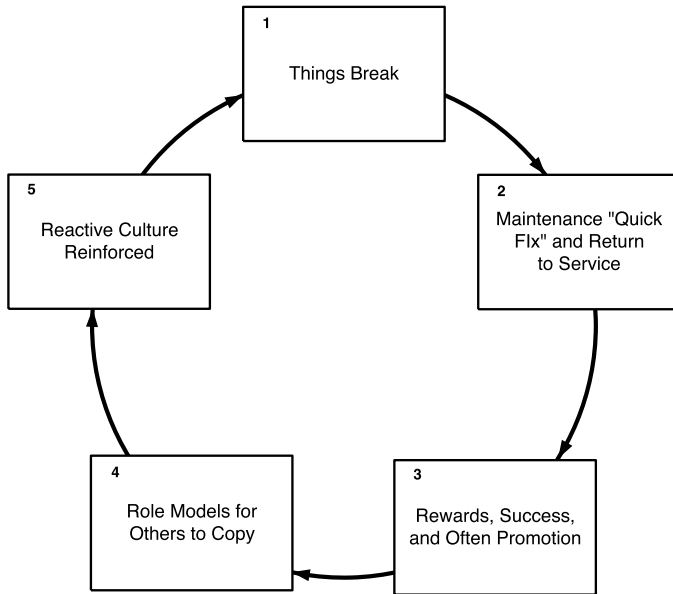 1
Things Break
2
Maintenance "Quick
FIx" and Return
to Service
3
Rewards, Success,
and Often Promotion
4
Role Models for
Others to Copy
5
Reactive Culture
Reinforced